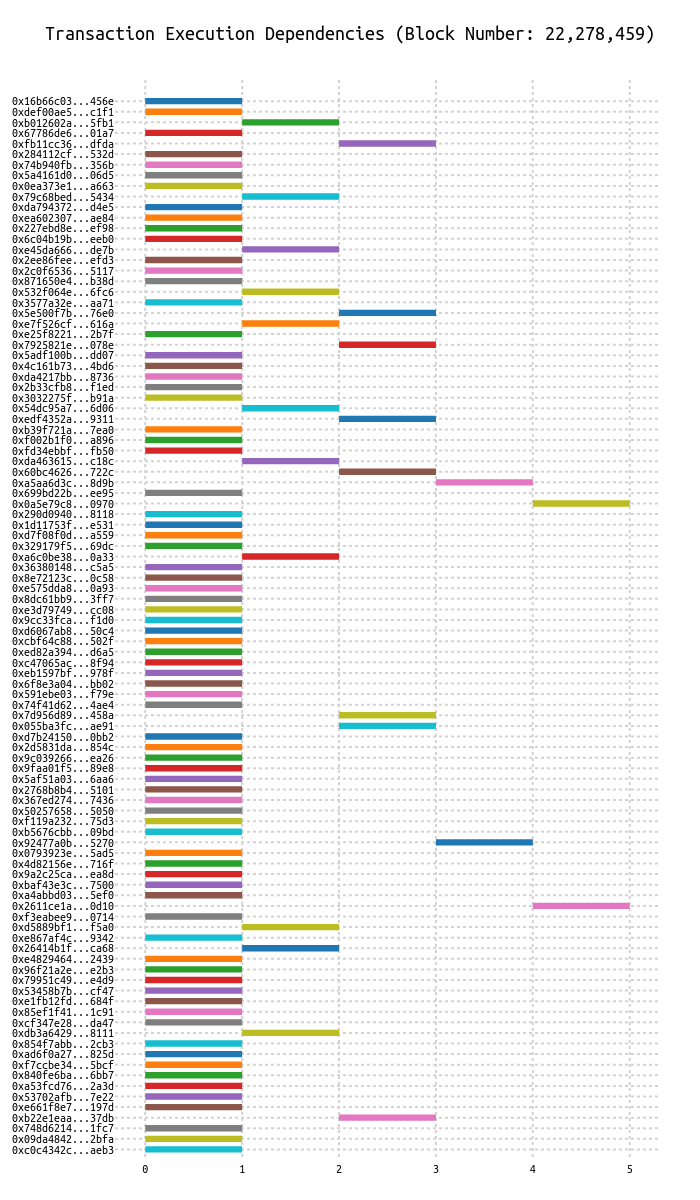 Transaction Execution Dependencies (Block Number: 22,278,459)
0x16b66c03...456e
0xdef00ae5...c1f1
0xb012602a...5fb1
0x67786de6...01a7
0xfb11cc36...dfda
0x284112cf...532d
0x74b940fb...356b
0x5a4161d0...06d5
0x0ea373e1...a663
0x79c68bed...5434
0xda794372...d4e5
0xea602307...ae84
0x227ebd8e...ef98
0x6c04b19b...eeb0
0xe45da666...de7b
0x2ee86fee...efd3
0x2c0f6536...5117
0x871650e4...b38d
0x532f064e...6fc6
0x3577a32e...aa71
0x5e500f7b...76e0
0xe7f526cf...616a
0xe25f8221...2b7f
0x7925821e...078e
0x5adf100b...dd07
0x4c161b73...4bd6
0xda4217bb...8736
0x2b33cfb8...f1ed
0x3032275f...b91a
0x54dc95a7...6d06
0xedf4352a...9311
0xb39f721a...7ea0
0xf002b1f0...a896
0xfd34ebbf...fb50
0xda463615...c18c
0x60bc4626...722c
0xa5aa6d3c...8d9b
0x699bd22b...ee95
0x0a5e79c8...0970
0x290d0940...8118
0x1d11753f...e531
0xd7f08f0d...a559
0x329179f5...69dc
0xa6c0be38...0a33
0x36380148...c5a5
0x8e72123c...0c58
0xe575dda8...0a93
0x8dc61bb9...3ff7
0xe3d79749...cc08
0x9cc33fca...f1d0
0xd6067ab8...50c4
0xcbf64c88...502f
0xed82a394...d6a5
0xc47065ac...8f94
0xeb1597bf...978f
0x6f8e3a04...bb02
0x591ebe03...f79e
0x74f41d62...4ae4
0x7d956d89...458a
0x055ba3fc...ae91
0xd7b24150...0bb2
0x2d5831da...854c
0x9c039266...ea26
0x9faa01f5...89e8
0x5af51a03...6aa6
0x2768b8b4...5101
0x367ed274...7436
0x50257658...5050
0xf119a232...75d3
0xb5676cbb...09bd
0x92477a0b...5270
0x0793923e...5ad5
0x4d82156e...716f
0x9a2c25ca...ea8d
0xbaf43e3c...7500
0xa4abbd03...5ef0
0x2611ce1a...0d10
0xf3eabee9...0714
0xd5889bf1...f5a0
0xe867af4c...9342
0x26414b1f...ca68
0xe4829464...2439
0x96f21a2e...e2b3
0x79951c49...e4d9
0x53458b7b...cf47
0xe1fb12fd...684f
0x85ef1f41...1c91
0xcf347e28...da47
0xdb3a6429...8111
0x854f7abb...2cb3
0xad6f0a27...825d
0xf7ccbe34...5bcf
0x840fe6ba...6bb7
0xa53fcd76...2a3d
0x53702afb...7e22
0xe661f8e7...197d
0xb22e1eaa...37db
0x748d6214...1fc7
0x09da4842...2bfa
0xc0c4342c...aeb3
0 1 2 3 4 5